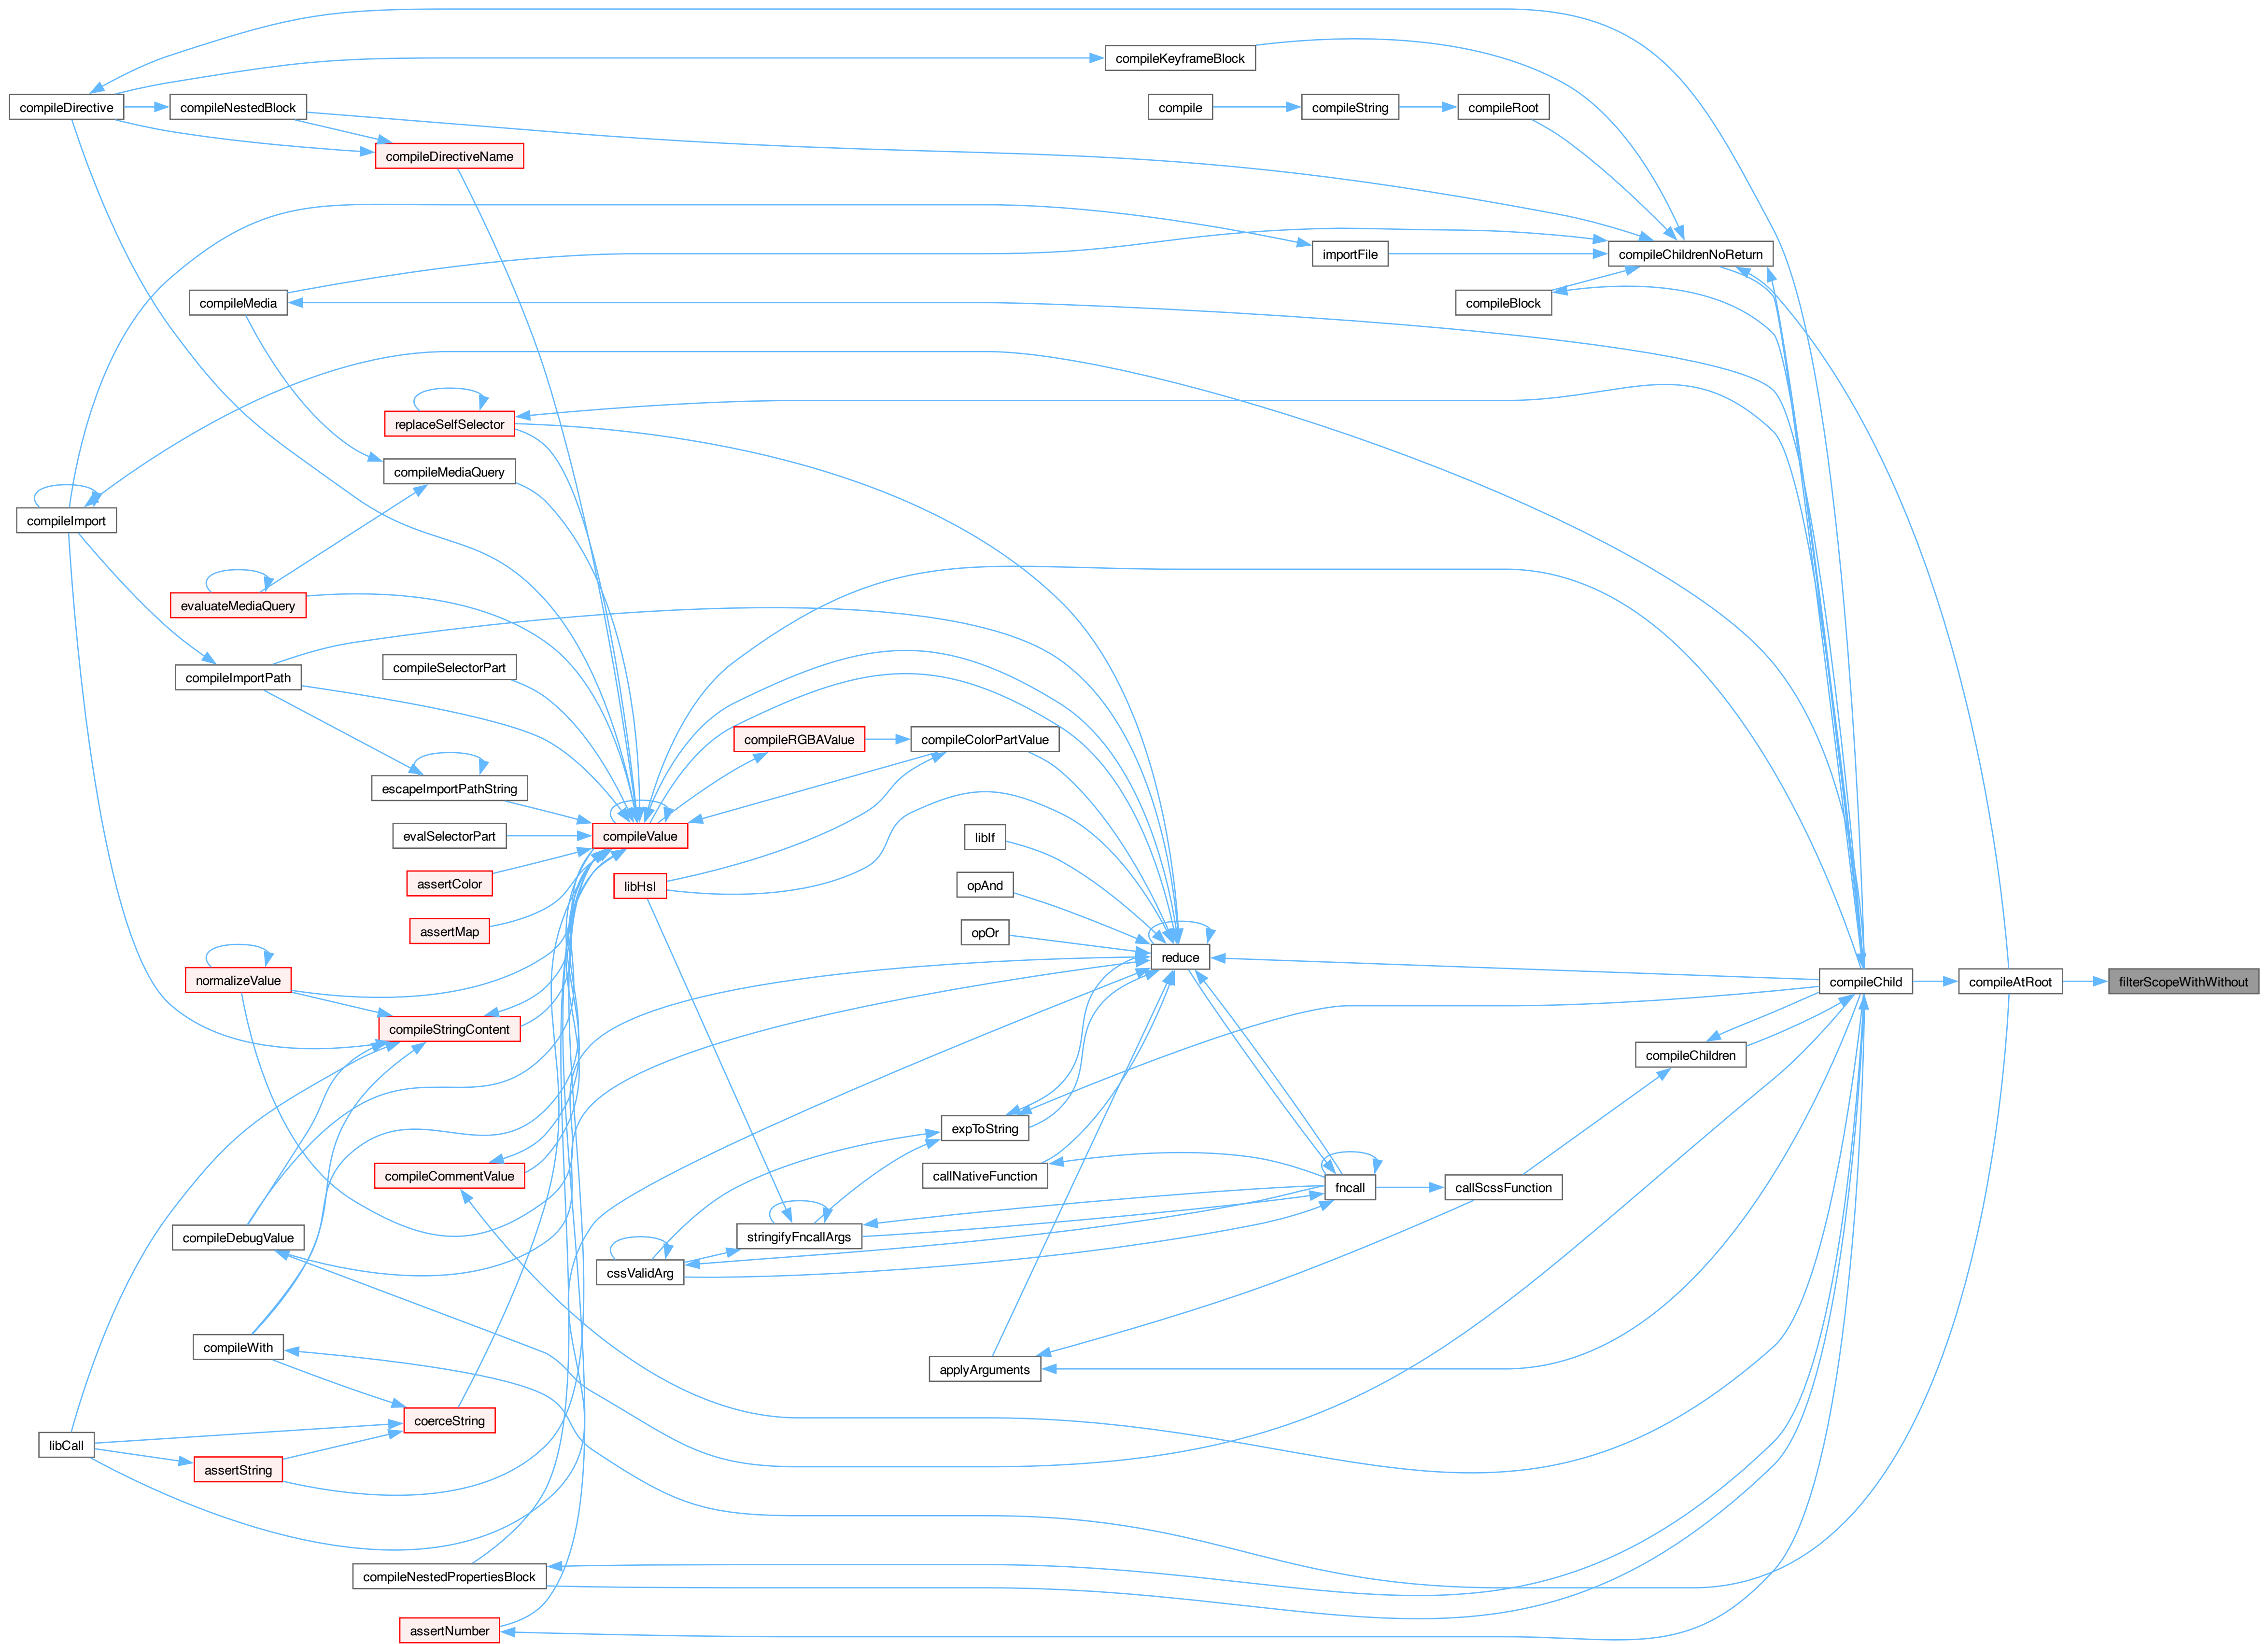 compileKeyframeBlock
compileDirective
compileNestedBlock
compile
compileString
compileRoot
compileDirectiveName
importFile
compileChildrenNoReturn
compileMedia
compileBlock
replaceSelfSelector
compileMediaQuery
compileImport
evaluateMediaQuery
compileSelectorPart
compileImportPath
compileRGBAValue
compileColorPartValue
escapeImportPathString
evalSelectorPart
compileValue
libIf
assertColor
libHsl
opAnd
assertMap
opOr
reduce
normalizeValue
compileChild
compileAtRoot
filterScopeWithWithout
compileStringContent
compileChildren
expToString
compileCommentValue
callNativeFunction
fncall
callScssFunction
compileDebugValue
stringifyFncallArgs
cssValidArg
compileWith
applyArguments
coerceString
libCall
assertString
compileNestedPropertiesBlock
assertNumber